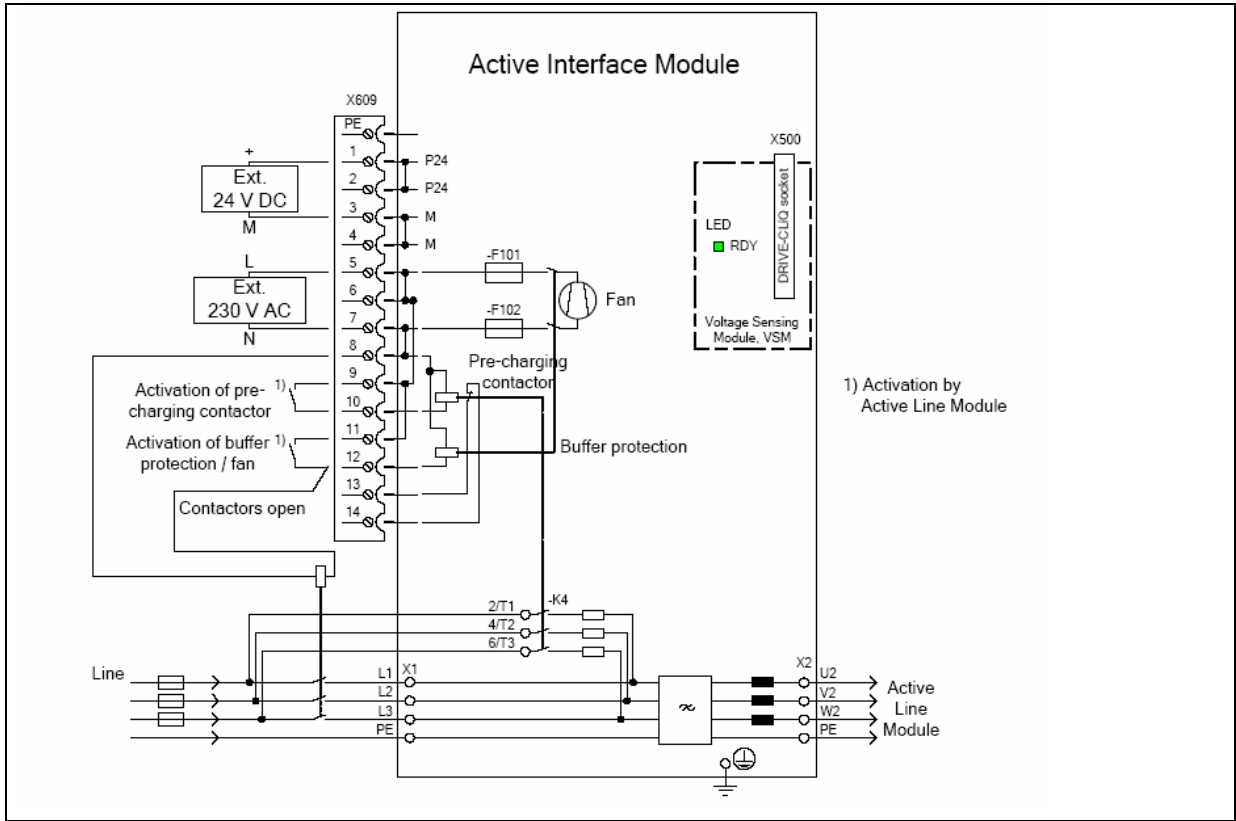 Active Interface Module
X609
PE
1
2
3
4
5
6
7
8
9
10
11
12
13
14
+
Ext.
24 V DC
M
L
Ext.
230 V AC
N
P24
P24
M
M
-F101
-F102
Fan
Pre-charging
contactor
Buffer protection
X500
DRIVE-CLiQ socket
LED
RDY
Voltage Sensing
Module, VSM
Activation of pre-
charging contactor
1)
Activation of buffer
protection / fan
1)
Contactors open
1) Activation by
Active Line Module
2/T1
4/T2
6/T3
-K4
Line
L1
L2
L3
PE
X1
X2
U2
V2
W2
PE
Active
Line
Module